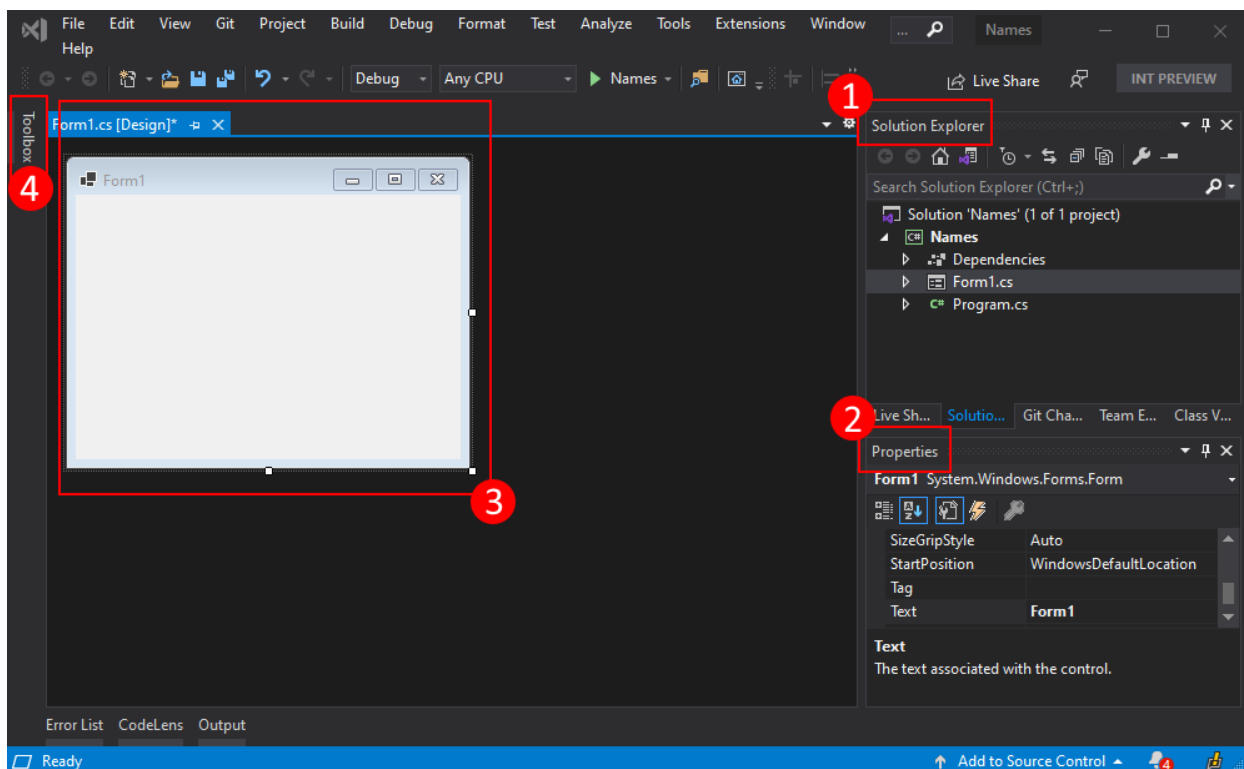 File Edit View Git Project Build Debug Format Test Analyze Tools Extensions Window ... Names
Help
Debug Any CPU Names Live Share INT PREVIEW
1
Toolbox
Form1.cs [Design]*
Solution Explorer
4
Form1
Search Solution Explorer (Ctrl+;)
Solution 'Names' (1 of 1 project)
C# Names
Dependencies
Form1.cs
C# Program.cs
2
Live Sh... Solutio... Git Cha... Team E... Class V...
Properties
Form1 System.Windows.Forms.Form
3
SizeGripStyle Auto
StartPosition WindowsDefaultLocation
Tag
Text Form1
Text
The text associated with the control.
Error List CodeLens Output
Ready Add to Source Control 4